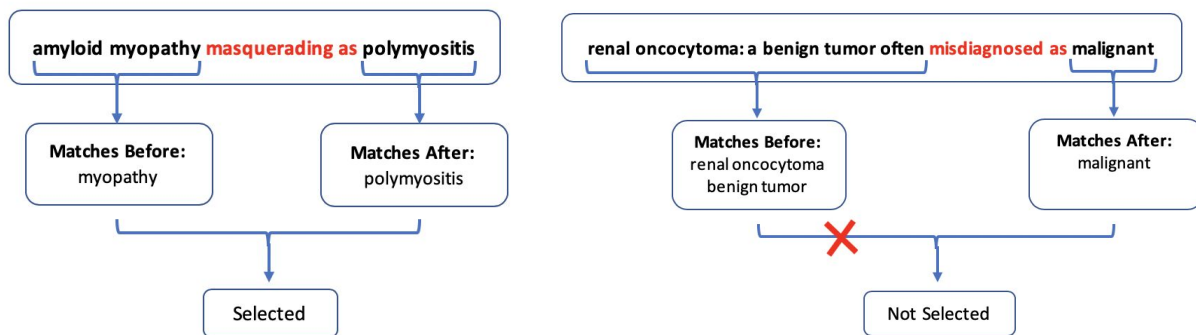 amyloid myopathy masquerading as polymyositis
Matches Before:
myopathy
Matches After:
polymyositis
Selected
renal oncocytoma: a benign tumor often misdiagnosed as malignant
Matches Before:
renal oncocytoma
benign tumor
Matches After:
malignant
Not Selected